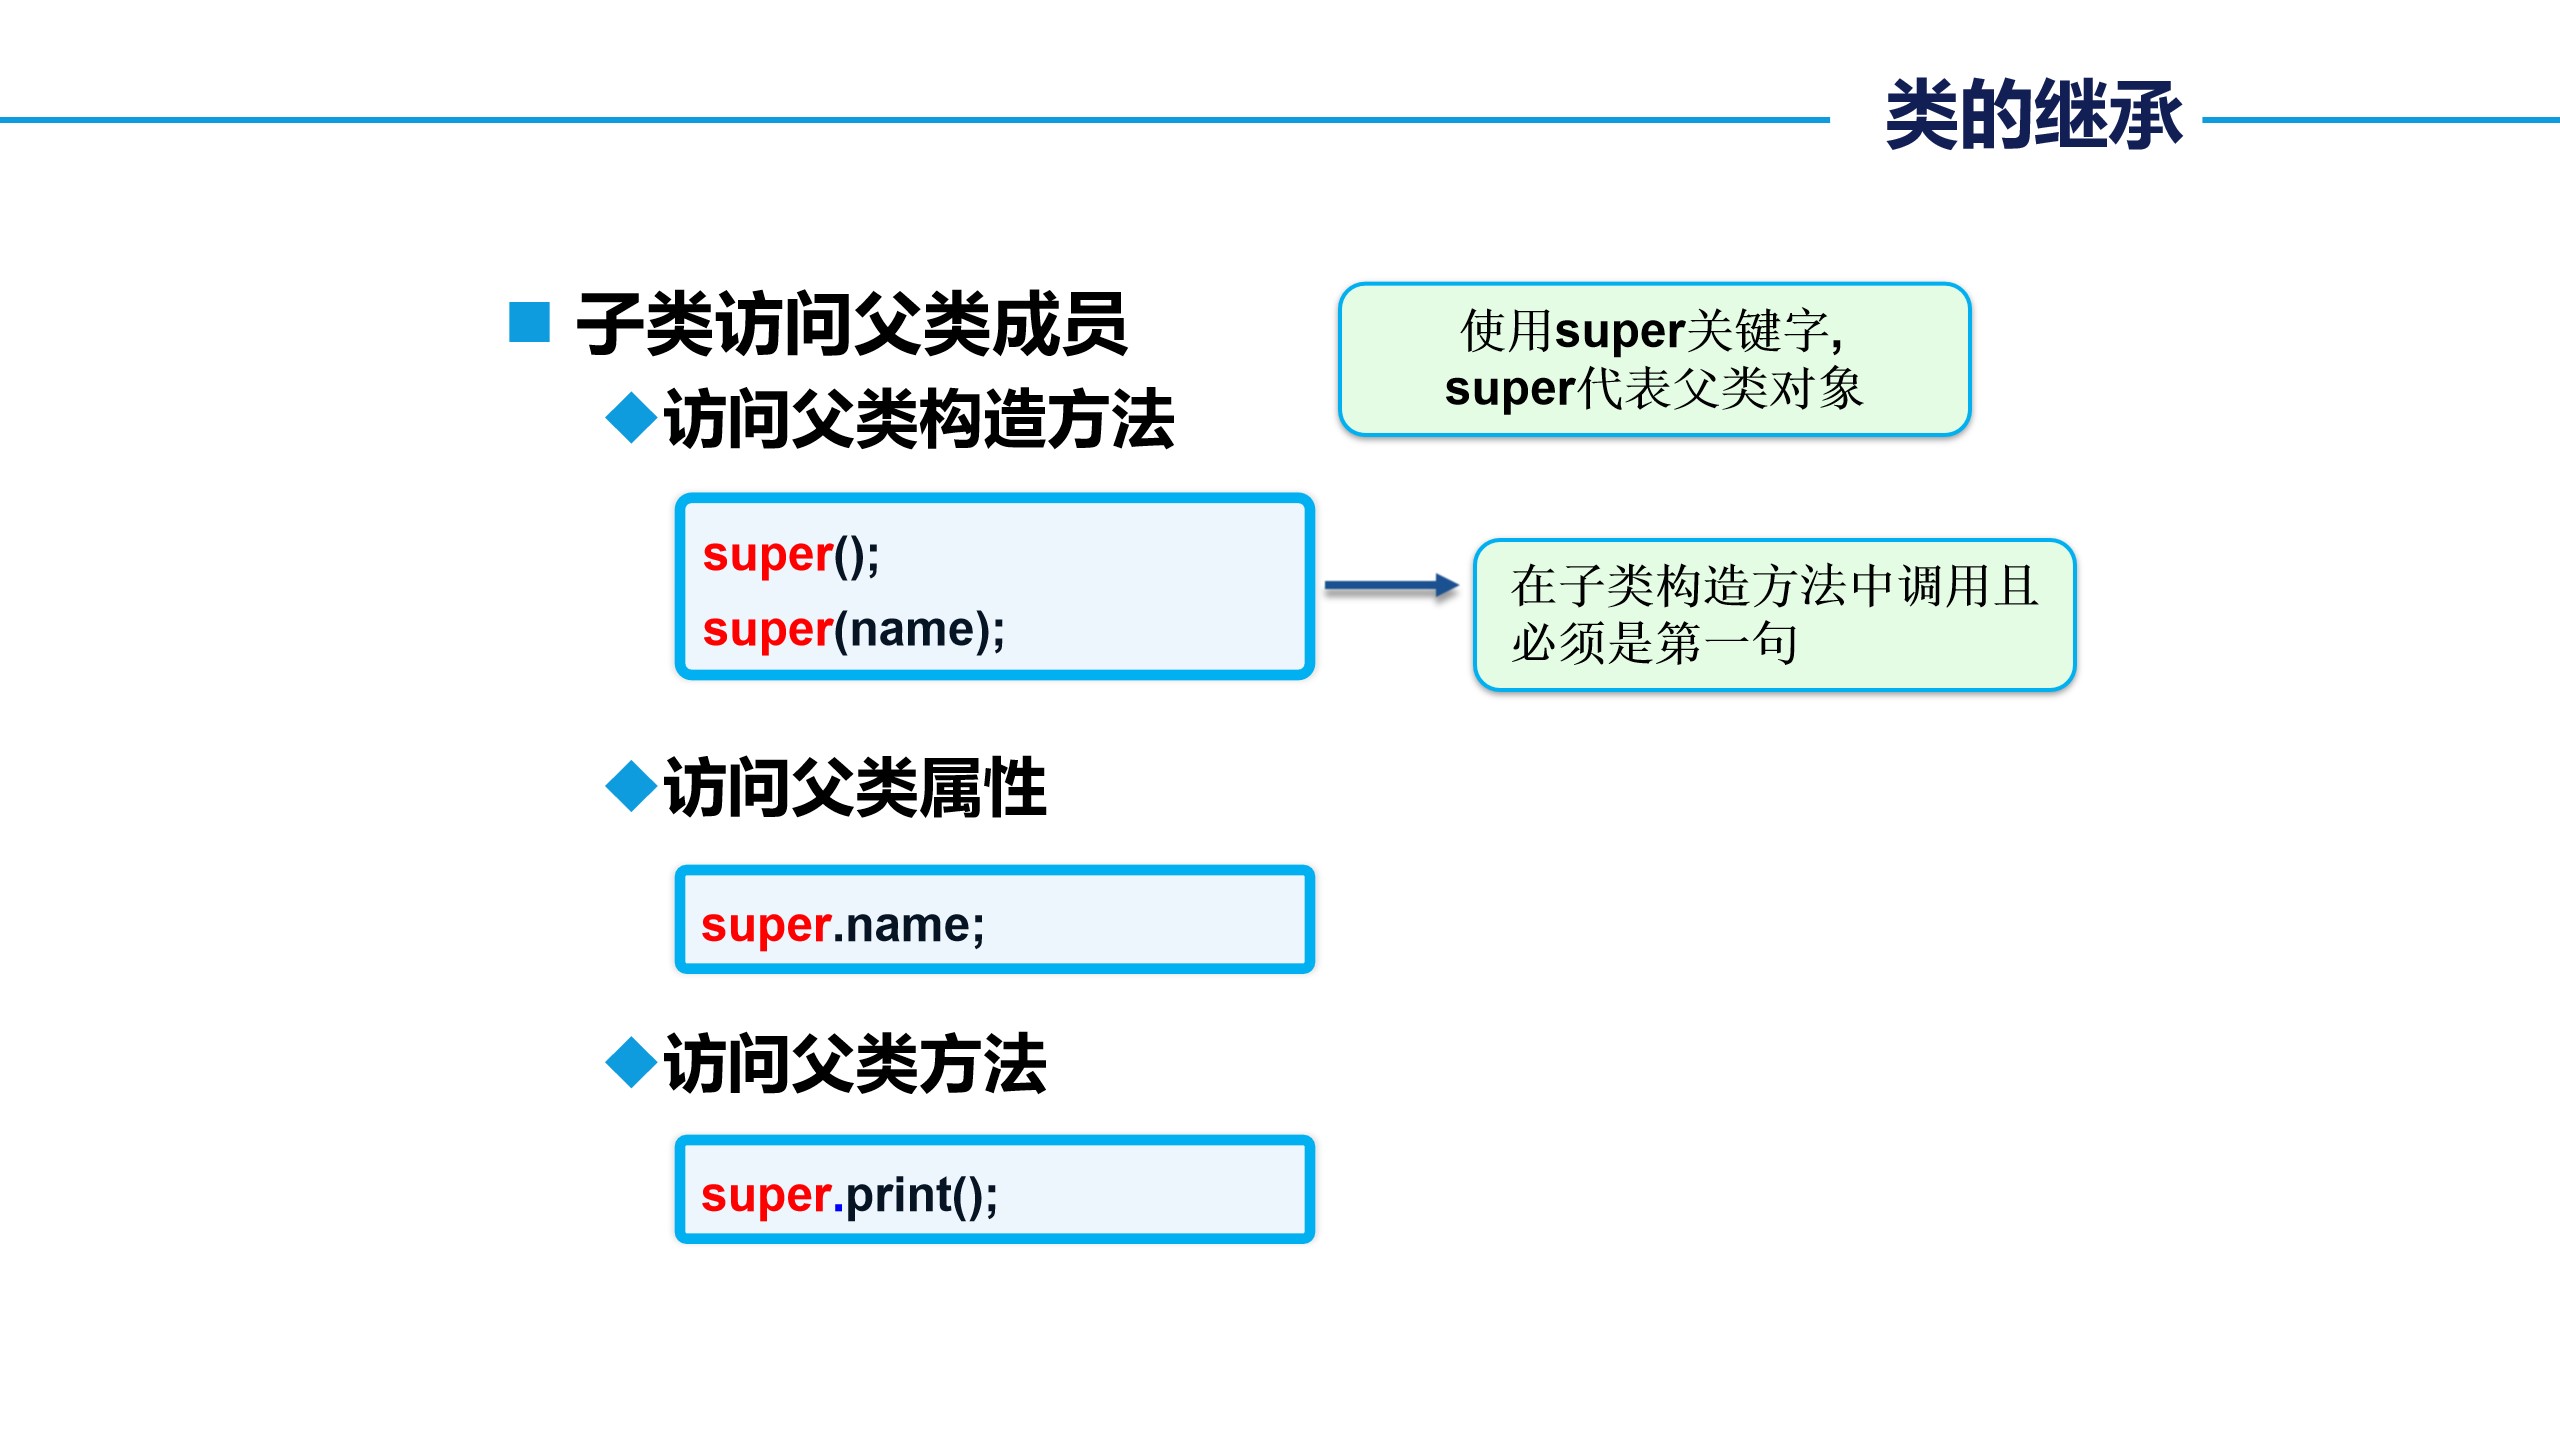 类的继承
子类访问父类成员
使用super关键字,
super代表父类对象
访问父类构造方法
super();
super(name);
在子类构造方法中调用且
必须是第一句
访问父类属性
super.name;
访问父类方法
super.print();